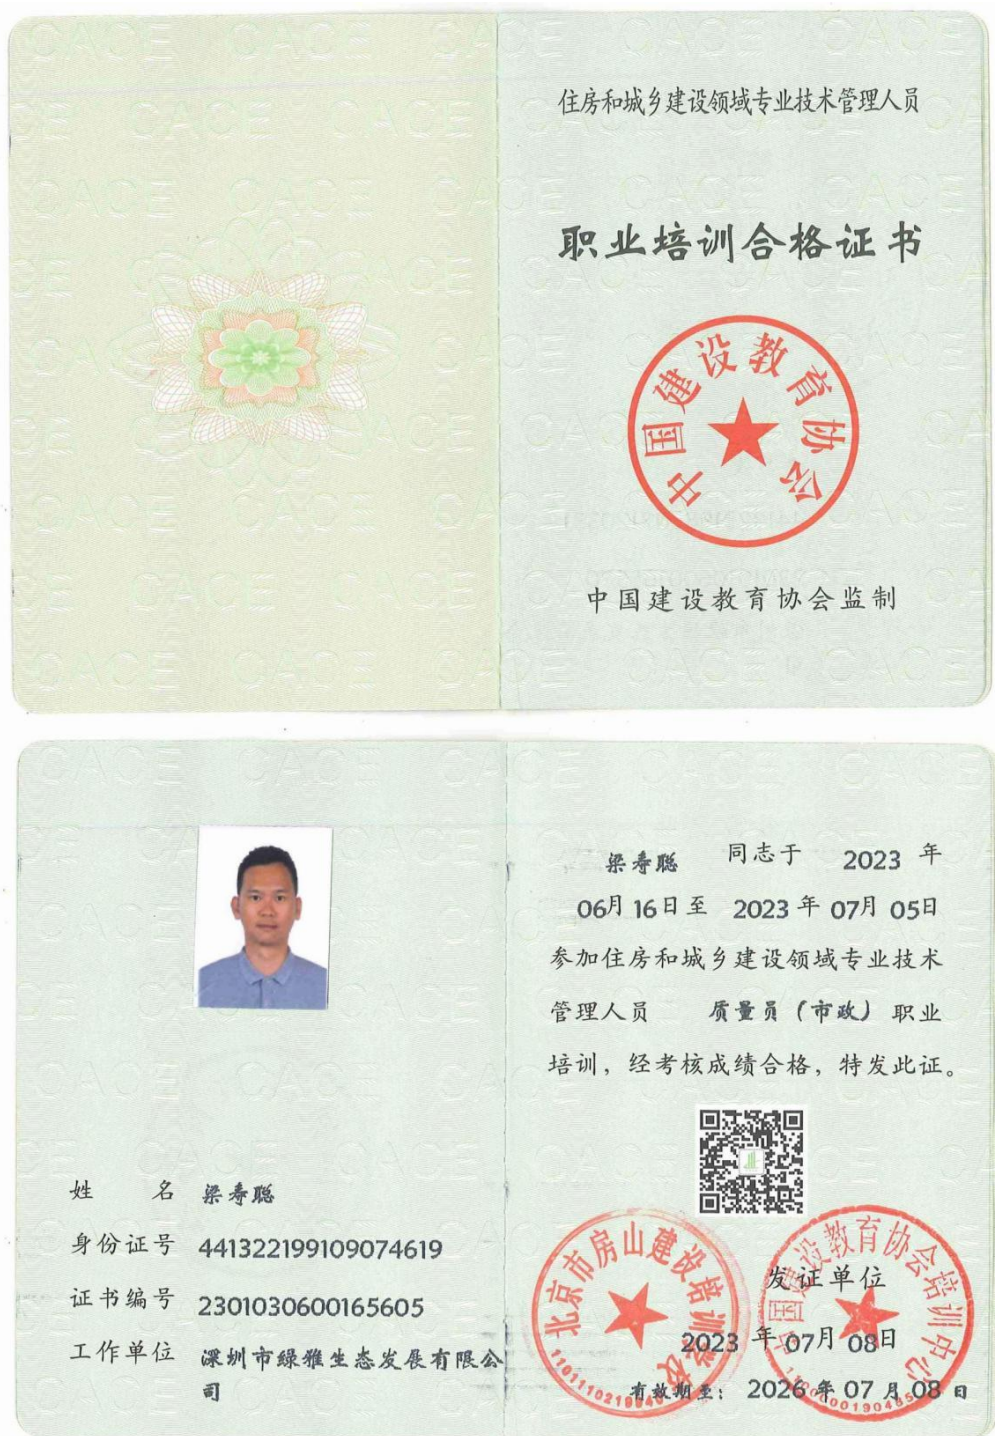 住房和城乡建设领域专业技术管理人员
职业培训合格证书
中国建设教育协会
中国建设教育协会监制
梁寿聪 同志于 2023 年
06月 16日至 2023 年 07月 05日
参加住房和城乡建设领域专业技术
管理人员 质量员（市政）职业
培训，经考核成绩合格，特发此证。
姓 名 梁寿聪
身份证号 441322199109074619
证书编号 2301030600165605
工作单位 深圳市绿雅生态发展有限公
司
北京市房山建设培训学校
中国建设教育协会培训中心
发证单位
2023 年 07月 08日
有效期至： 2026 年 07 月 08 日
CACE